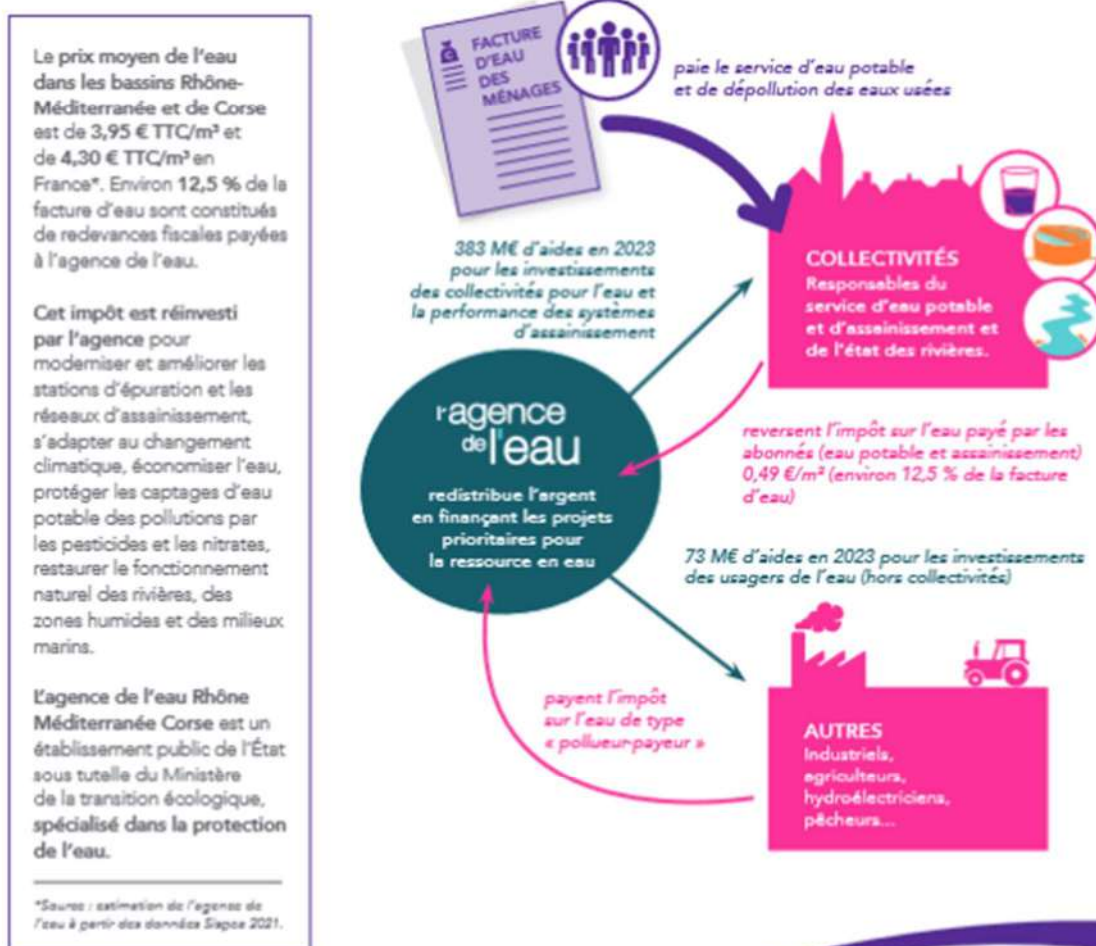 Le prix moyen de l'eau
dans les bassins Rhône-
Méditerranée et de Corse
est de 3,95 € TTC/m³ et
de 4,30 € TTC/m³ en
France*. Environ 12,5 % de la
facture d'eau sont constitués
de redevances fiscales payées
à l'agence de l'eau.
Cet impôt est réinvesti
par l'agence pour
moderniser et améliorer les
stations d'épuration et les
réseaux d'assainissement,
s'adapter au changement
climatique, économiser l'eau,
protéger les captages d'eau
potable des pollutions par
les pesticides et les nitrates,
restaurer le fonctionnement
naturel des rivières, des
zones humides et des milieux
marins.
L'agence de l'eau Rhône
Méditerranée Corse est un
établissement public de l'État
sous tutelle du Ministère
de la transition écologique,
spécialisé dans la protection
de l'eau.
*Source : estimation de l'agence de
l'eau à partir des données Sispea 2021.
FACTURE
D'EAU
DES
MÉNAGES
paie le service d'eau potable
et de dépollution des eaux usées
383 M€ d'aides en 2023
pour les investissements
des collectivités pour l'eau et
la performance des systèmes
d'assainissement
COLLECTIVITÉS
Responsables du
service d'eau potable
et d'assainissement et
de l'état des rivières.
l'agence
de l'eau
redistribue l'argent
en finançant les projets
prioritaires pour
la ressource en eau
reversent l'impôt sur l'eau payé par les
abonnés (eau potable et assainissement)
0,49 €/m³ (environ 12,5 % de la facture
d'eau)
73 M€ d'aides en 2023 pour les investissements
des usagers de l'eau (hors collectivités)
payent l'impôt
sur l'eau de type
« pollueur-payeur »
AUTRES
Industriels,
agriculteurs,
hydroélectriciens,
pêcheurs...